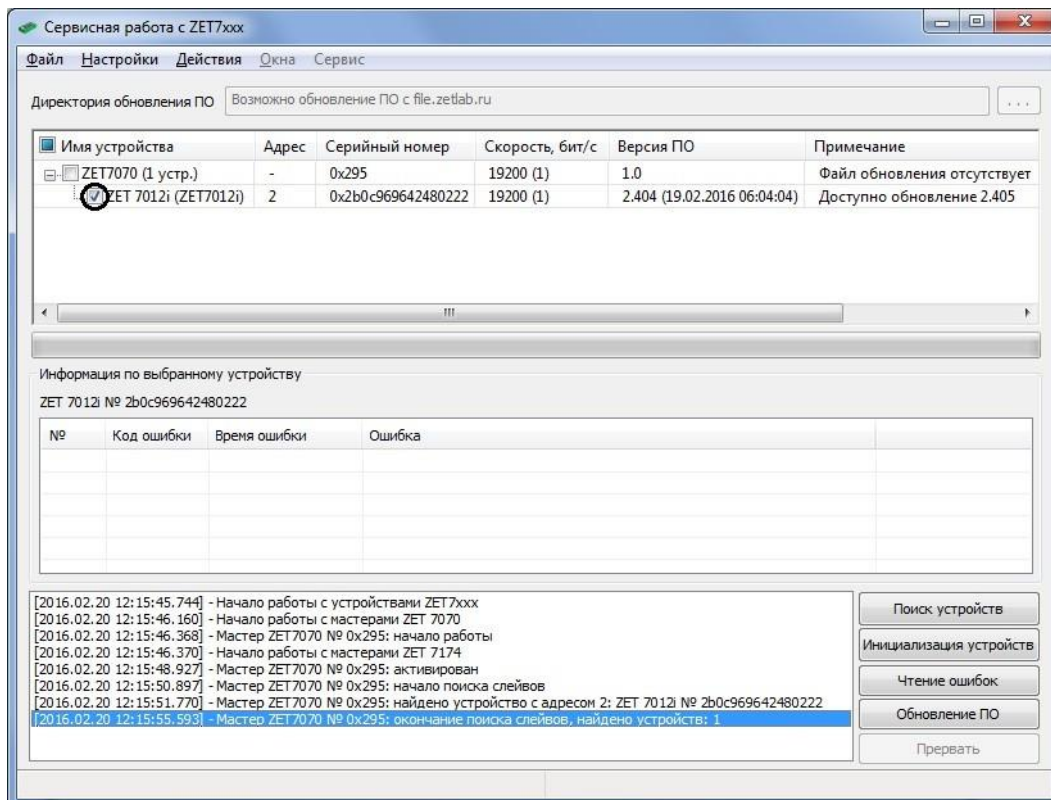 Сервисная работа с ZET7xxx
Файл Настройки Действия Окна Сервис
Директория обновления ПО Возможно обновление ПО с file.zetlab.ru ...
Имя устройства Адрес Серийный номер Скорость, бит/с Версия ПО Примечание
ZET7070 (1 устр.) - 0x295 19200 (1) 1.0 Файл обновления отсутствует
ZET 7012i (ZET7012i) 2 0x2b0c969642480222 19200 (1) 2.404 (19.02.2016 06:04:04) Доступно обновление 2.405
Информация по выбранному устройству
ZET 7012i № 2b0c969642480222
№ Код ошибки Время ошибки Ошибка
[2016.02.20 12:15:45.744] - Начало работы с устройствами ZET7xxx
[2016.02.20 12:15:46.160] - Начало работы с мастерами ZET 7070
[2016.02.20 12:15:46.368] - Мастер ZET7070 № 0x295: начало работы
[2016.02.20 12:15:46.370] - Начало работы с мастерами ZET 7174
[2016.02.20 12:15:48.927] - Мастер ZET7070 № 0x295: активирован
[2016.02.20 12:15:50.897] - Мастер ZET7070 № 0x295: начало поиска слейвов
[2016.02.20 12:15:51.770] - Мастер ZET7070 № 0x295: найдено устройство с адресом 2: ZET 7012i № 2b0c969642480222
[2016.02.20 12:15:55.593] - Мастер ZET7070 № 0x295: окончание поиска слейвов, найдено устройств: 1
Поиск устройств
Инициализация устройств
Чтение ошибок
Обновление ПО
Прервать